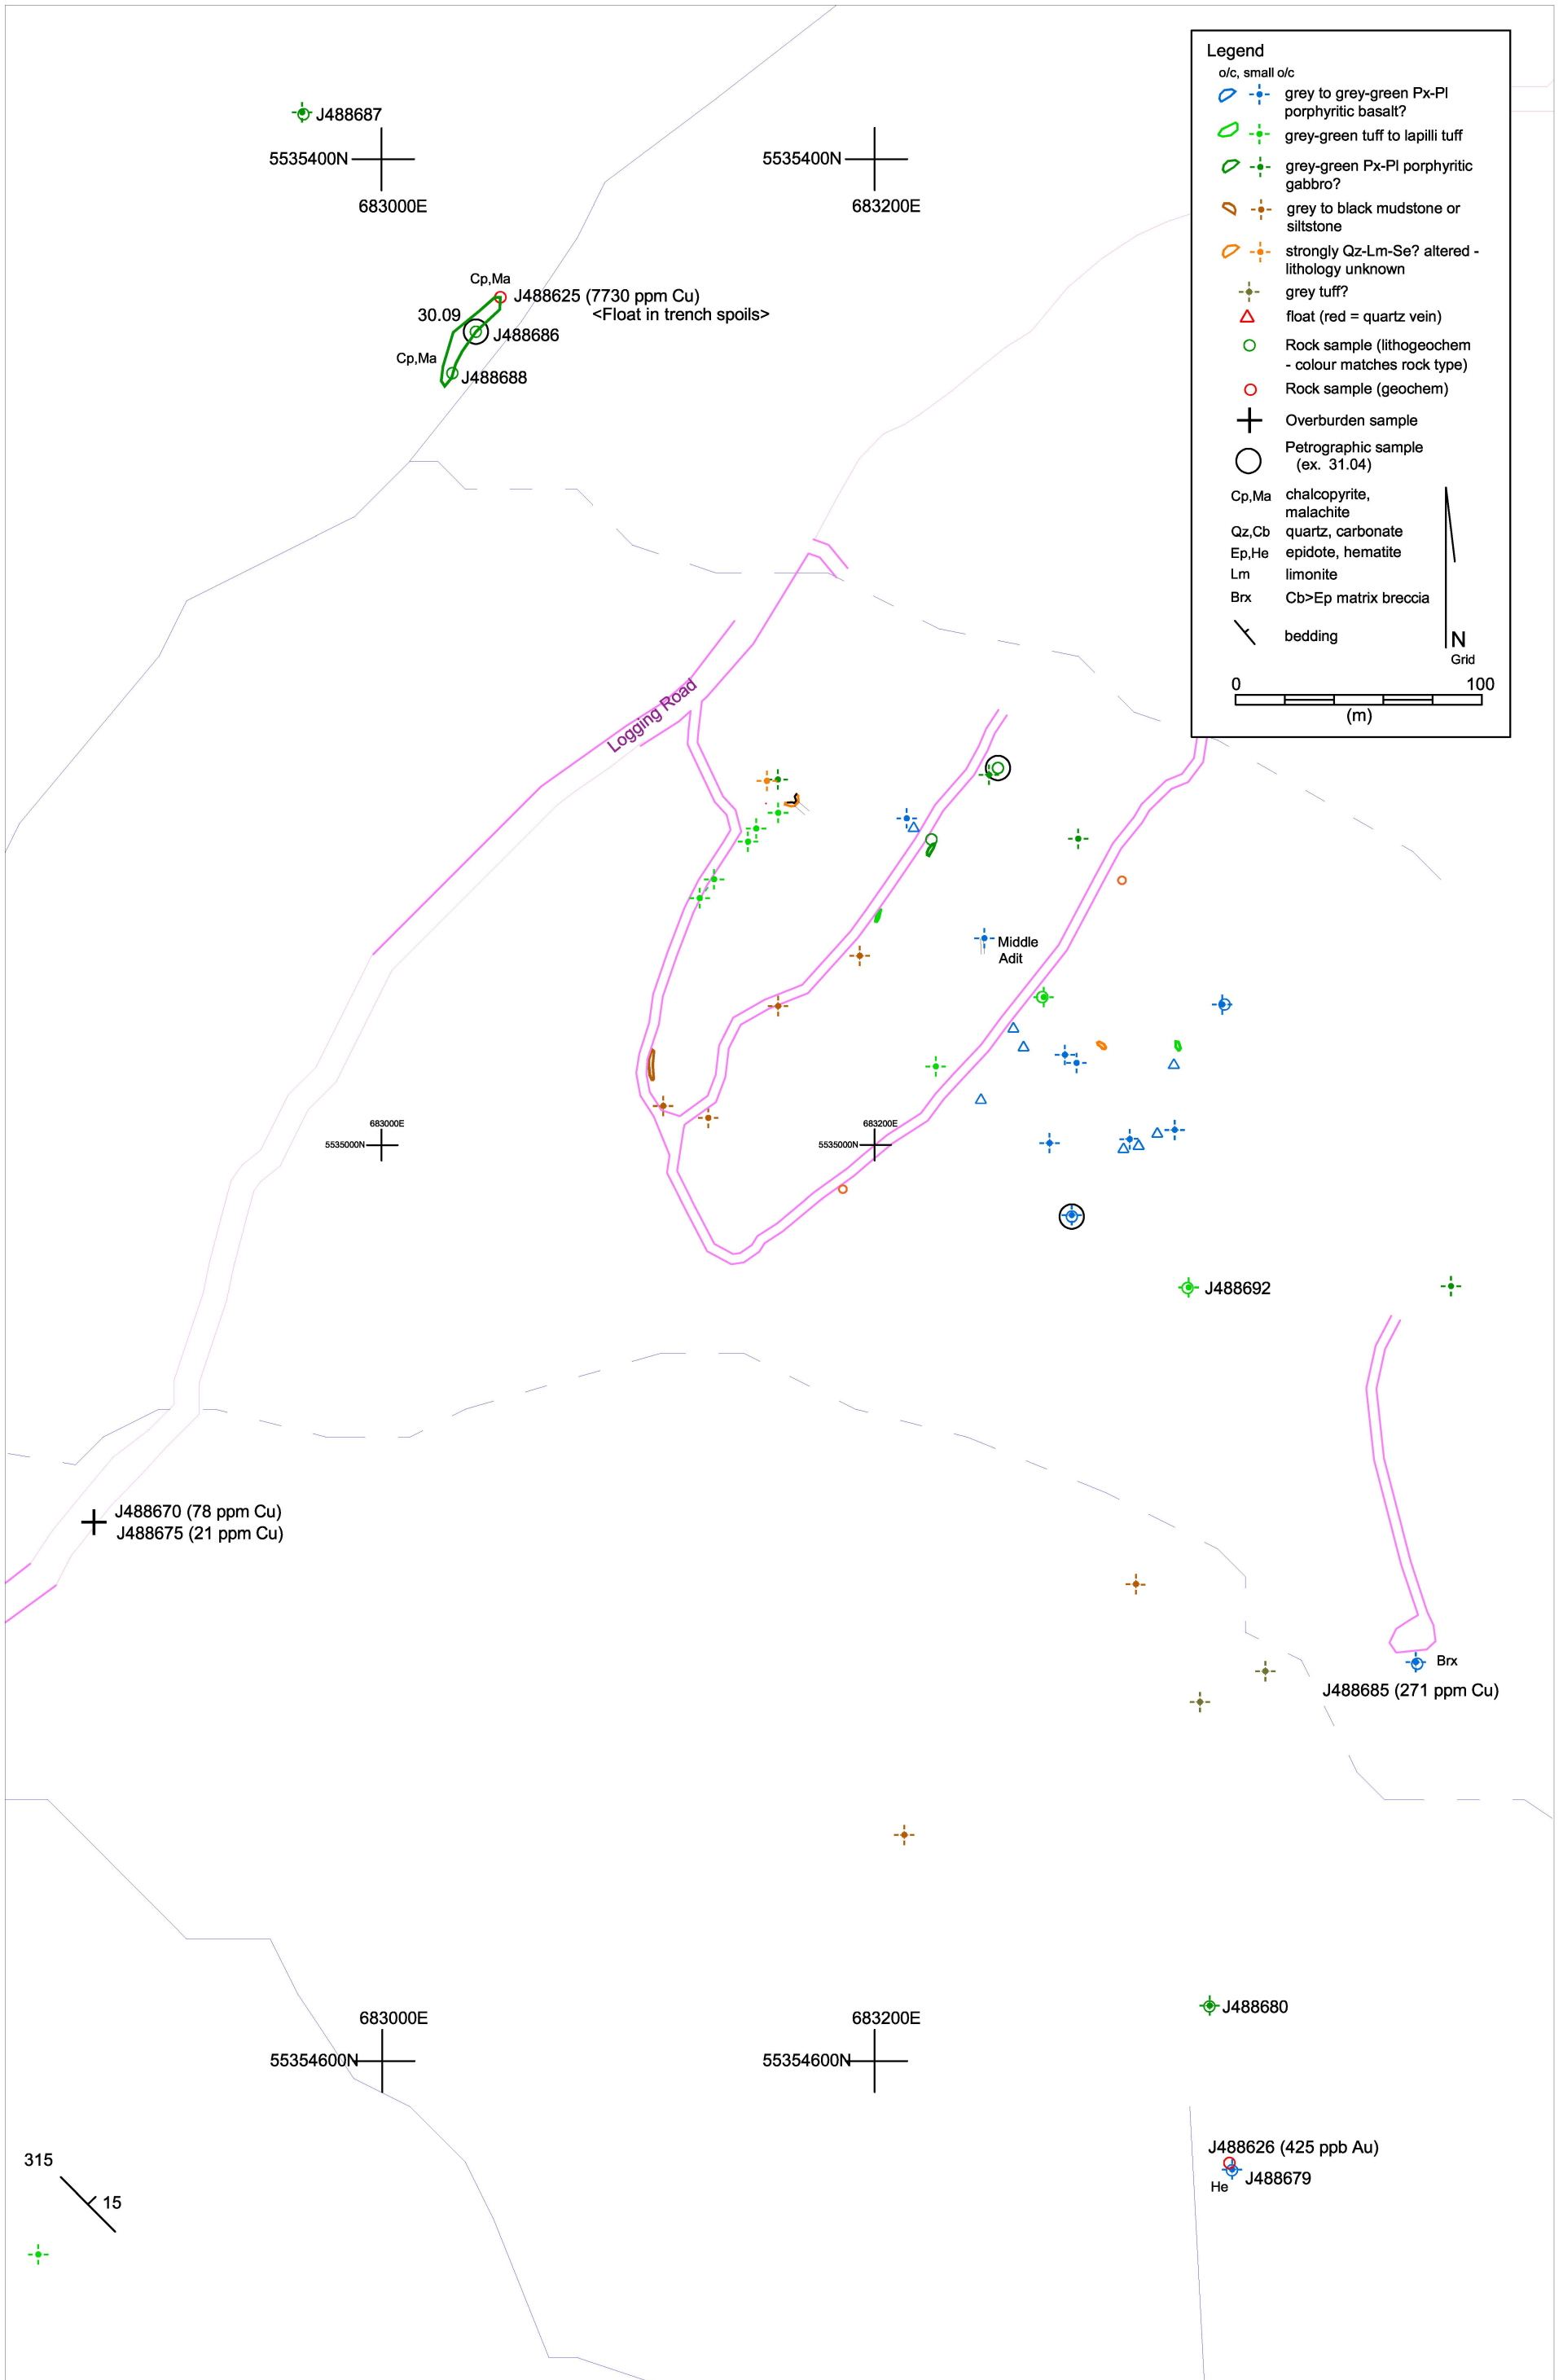 Legend
o/c, small o/c
grey to grey-green Px-Pl
porphyritic basalt?
grey-green tuff to lapilli tuff
grey-green Px-Pl porphyritic
gabbro?
grey to black mudstone or
siltstone
strongly Qz-Lm-Se? altered -
lithology unknown
grey tuff?
float (red = quartz vein)
Rock sample (lithogeochem
- colour matches rock type)
Rock sample (geochem)
Overburden sample
Petrographic sample
(ex. 31.04)
Cp,Ma chalcopyrite,
malachite
Qz,Cb quartz, carbonate
Ep,He epidote, hematite
Lm limonite
Brx Cb>Ep matrix breccia
bedding
N
Grid
0 100
(m)
J488687
5535400N
683000E
5535400N
683200E
Cp,Ma
J488625 (7730 ppm Cu)
<Float in trench spoils>
30.09
J488686
Cp,Ma
J488688
Logging Road
Middle
Adit
683000E
5535000N
683200E
5535000N
J488692
J488670 (78 ppm Cu)
J488675 (21 ppm Cu)
Brx
J488685 (271 ppm Cu)
J488680
683000E
55354600N
683200E
55354600N
J488626 (425 ppb Au)
J488679
He
315
15